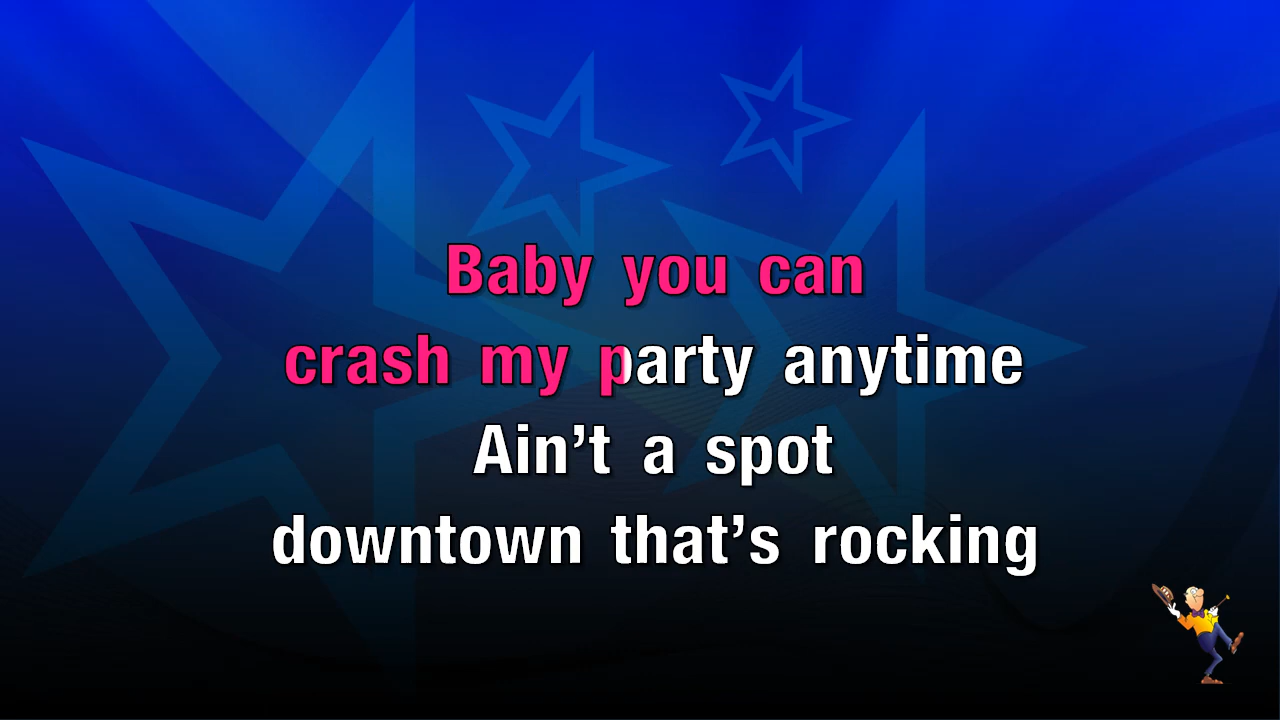 Baby you can
crash my party anytime
Ain’t a spot
downtown that’s rocking